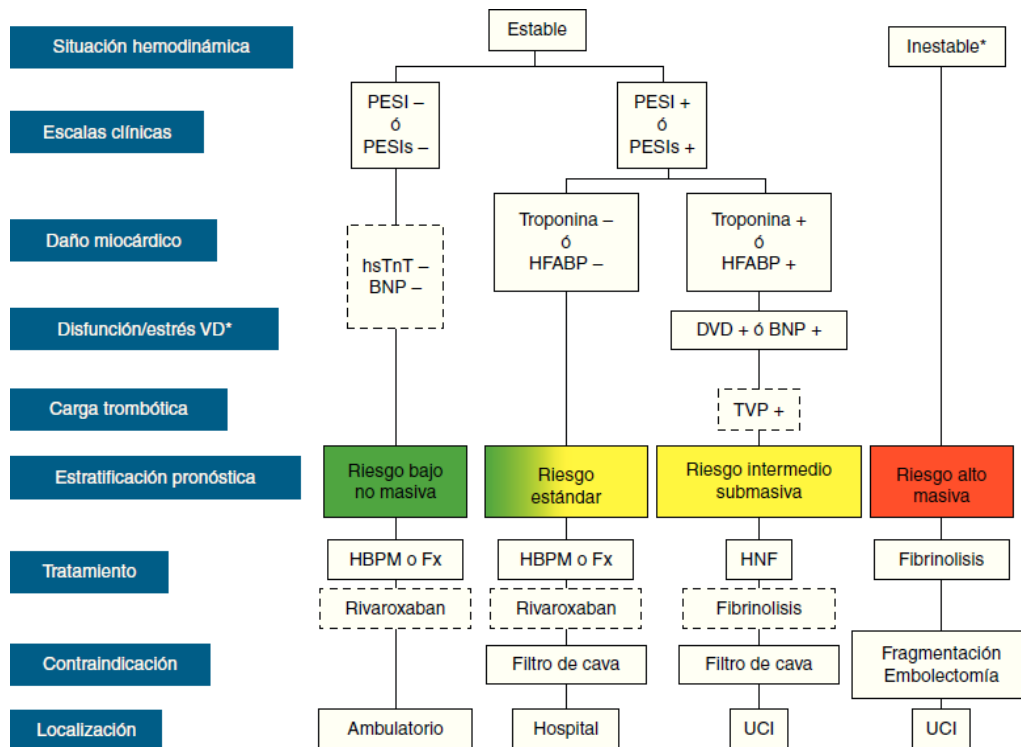 Situación hemodinámica
Estable
Inestable*
Escalas clínicas
PESI –
ó
PESIs –
PESI +
ó
PESIs +
Daño miocárdico
hsTnT –
BNP –
Troponina –
ó
HFABP –
Troponina +
ó
HFABP +
Disfunción/estrés VD*
DVD + ó BNP +
Carga trombótica
TVP +
Estratificación pronóstica
Riesgo bajo
no masiva
Riesgo
estándar
Riesgo intermedio
submasiva
Riesgo alto
masiva
Tratamiento
HBPM o Fx
HBPM o Fx
HNF
Fibrinolisis
Rivaroxaban
Rivaroxaban
Fibrinolisis
Contraindicación
Filtro de cava
Filtro de cava
Fragmentación
Embolectomía
Localización
Ambulatorio
Hospital
UCI
UCI